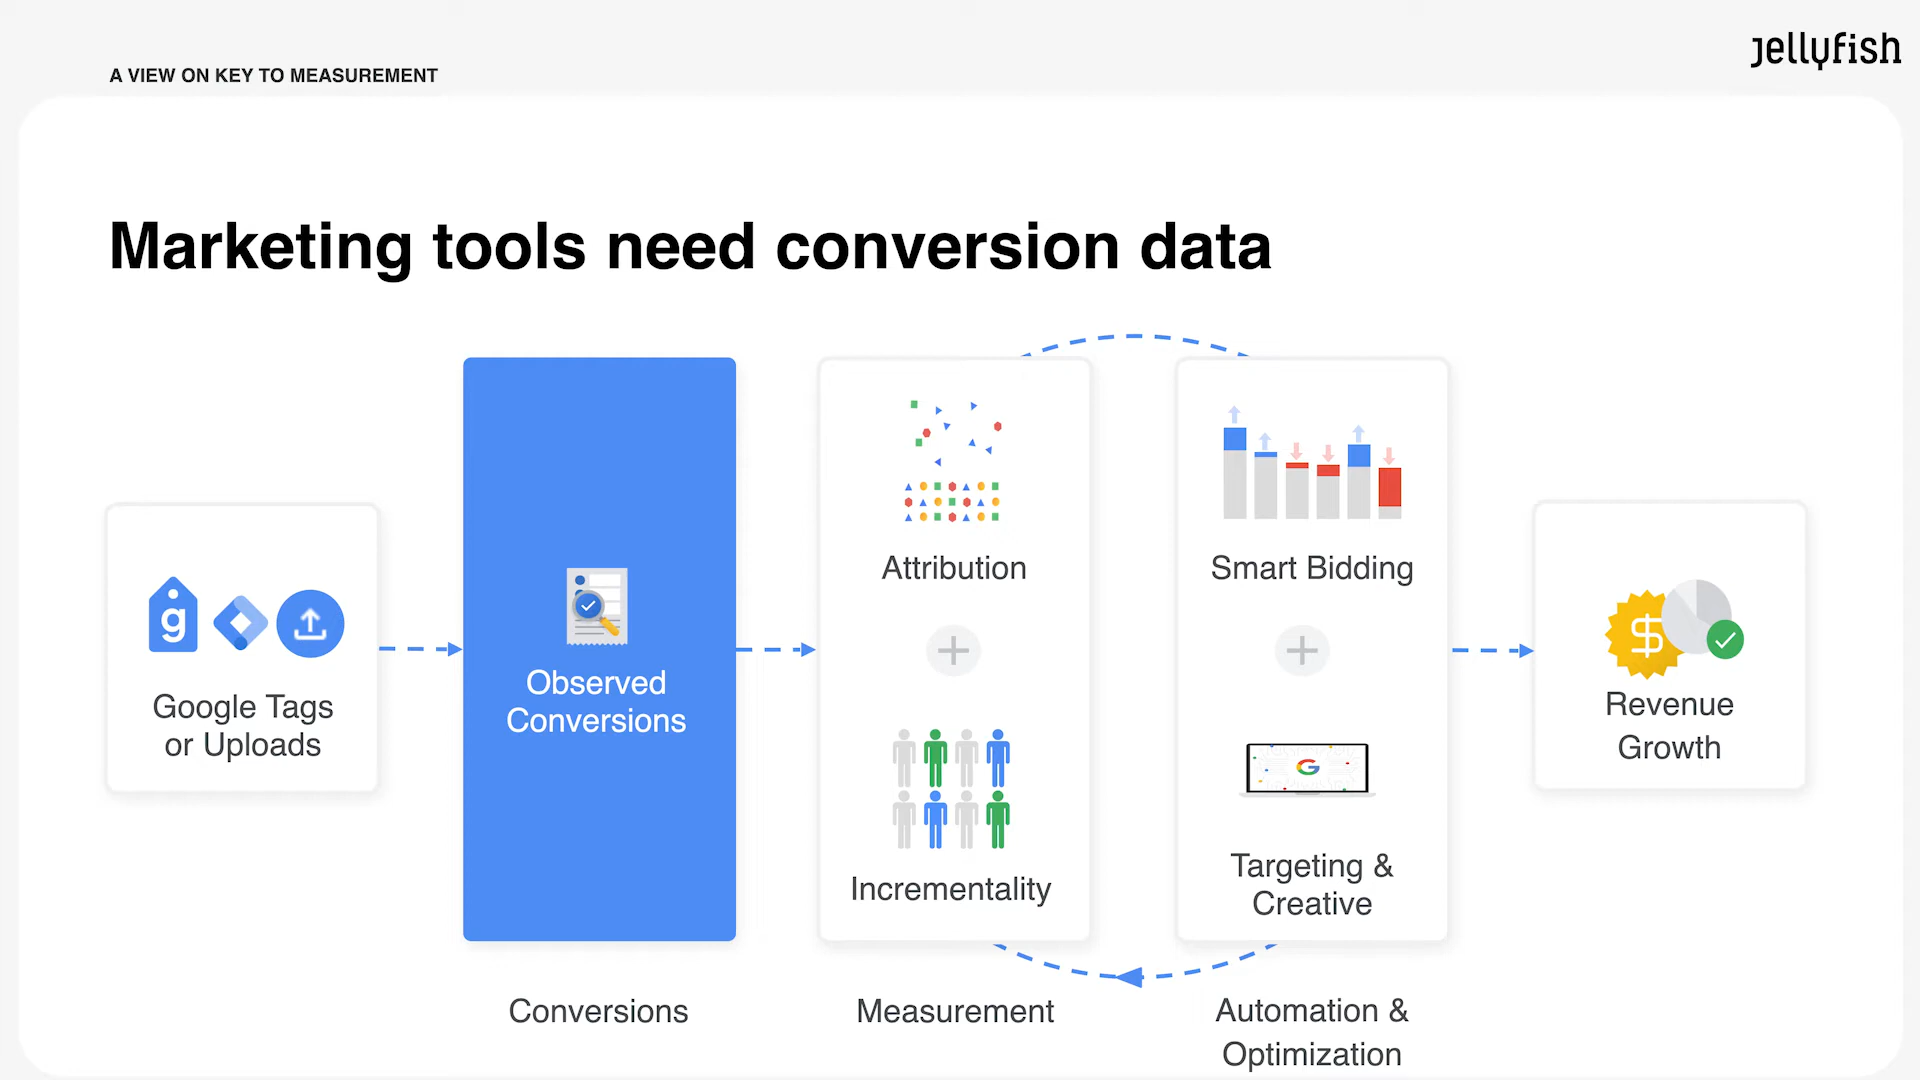 jellyfish
A VIEW ON KEY TO MEASUREMENT
Marketing tools need conversion data
g
Google Tags
or Uploads
Observed
Conversions
Attribution
+
Incrementality
Smart Bidding
+
G
Targeting &
Creative
$
Revenue
Growth
Conversions
Measurement
Automation &
Optimization